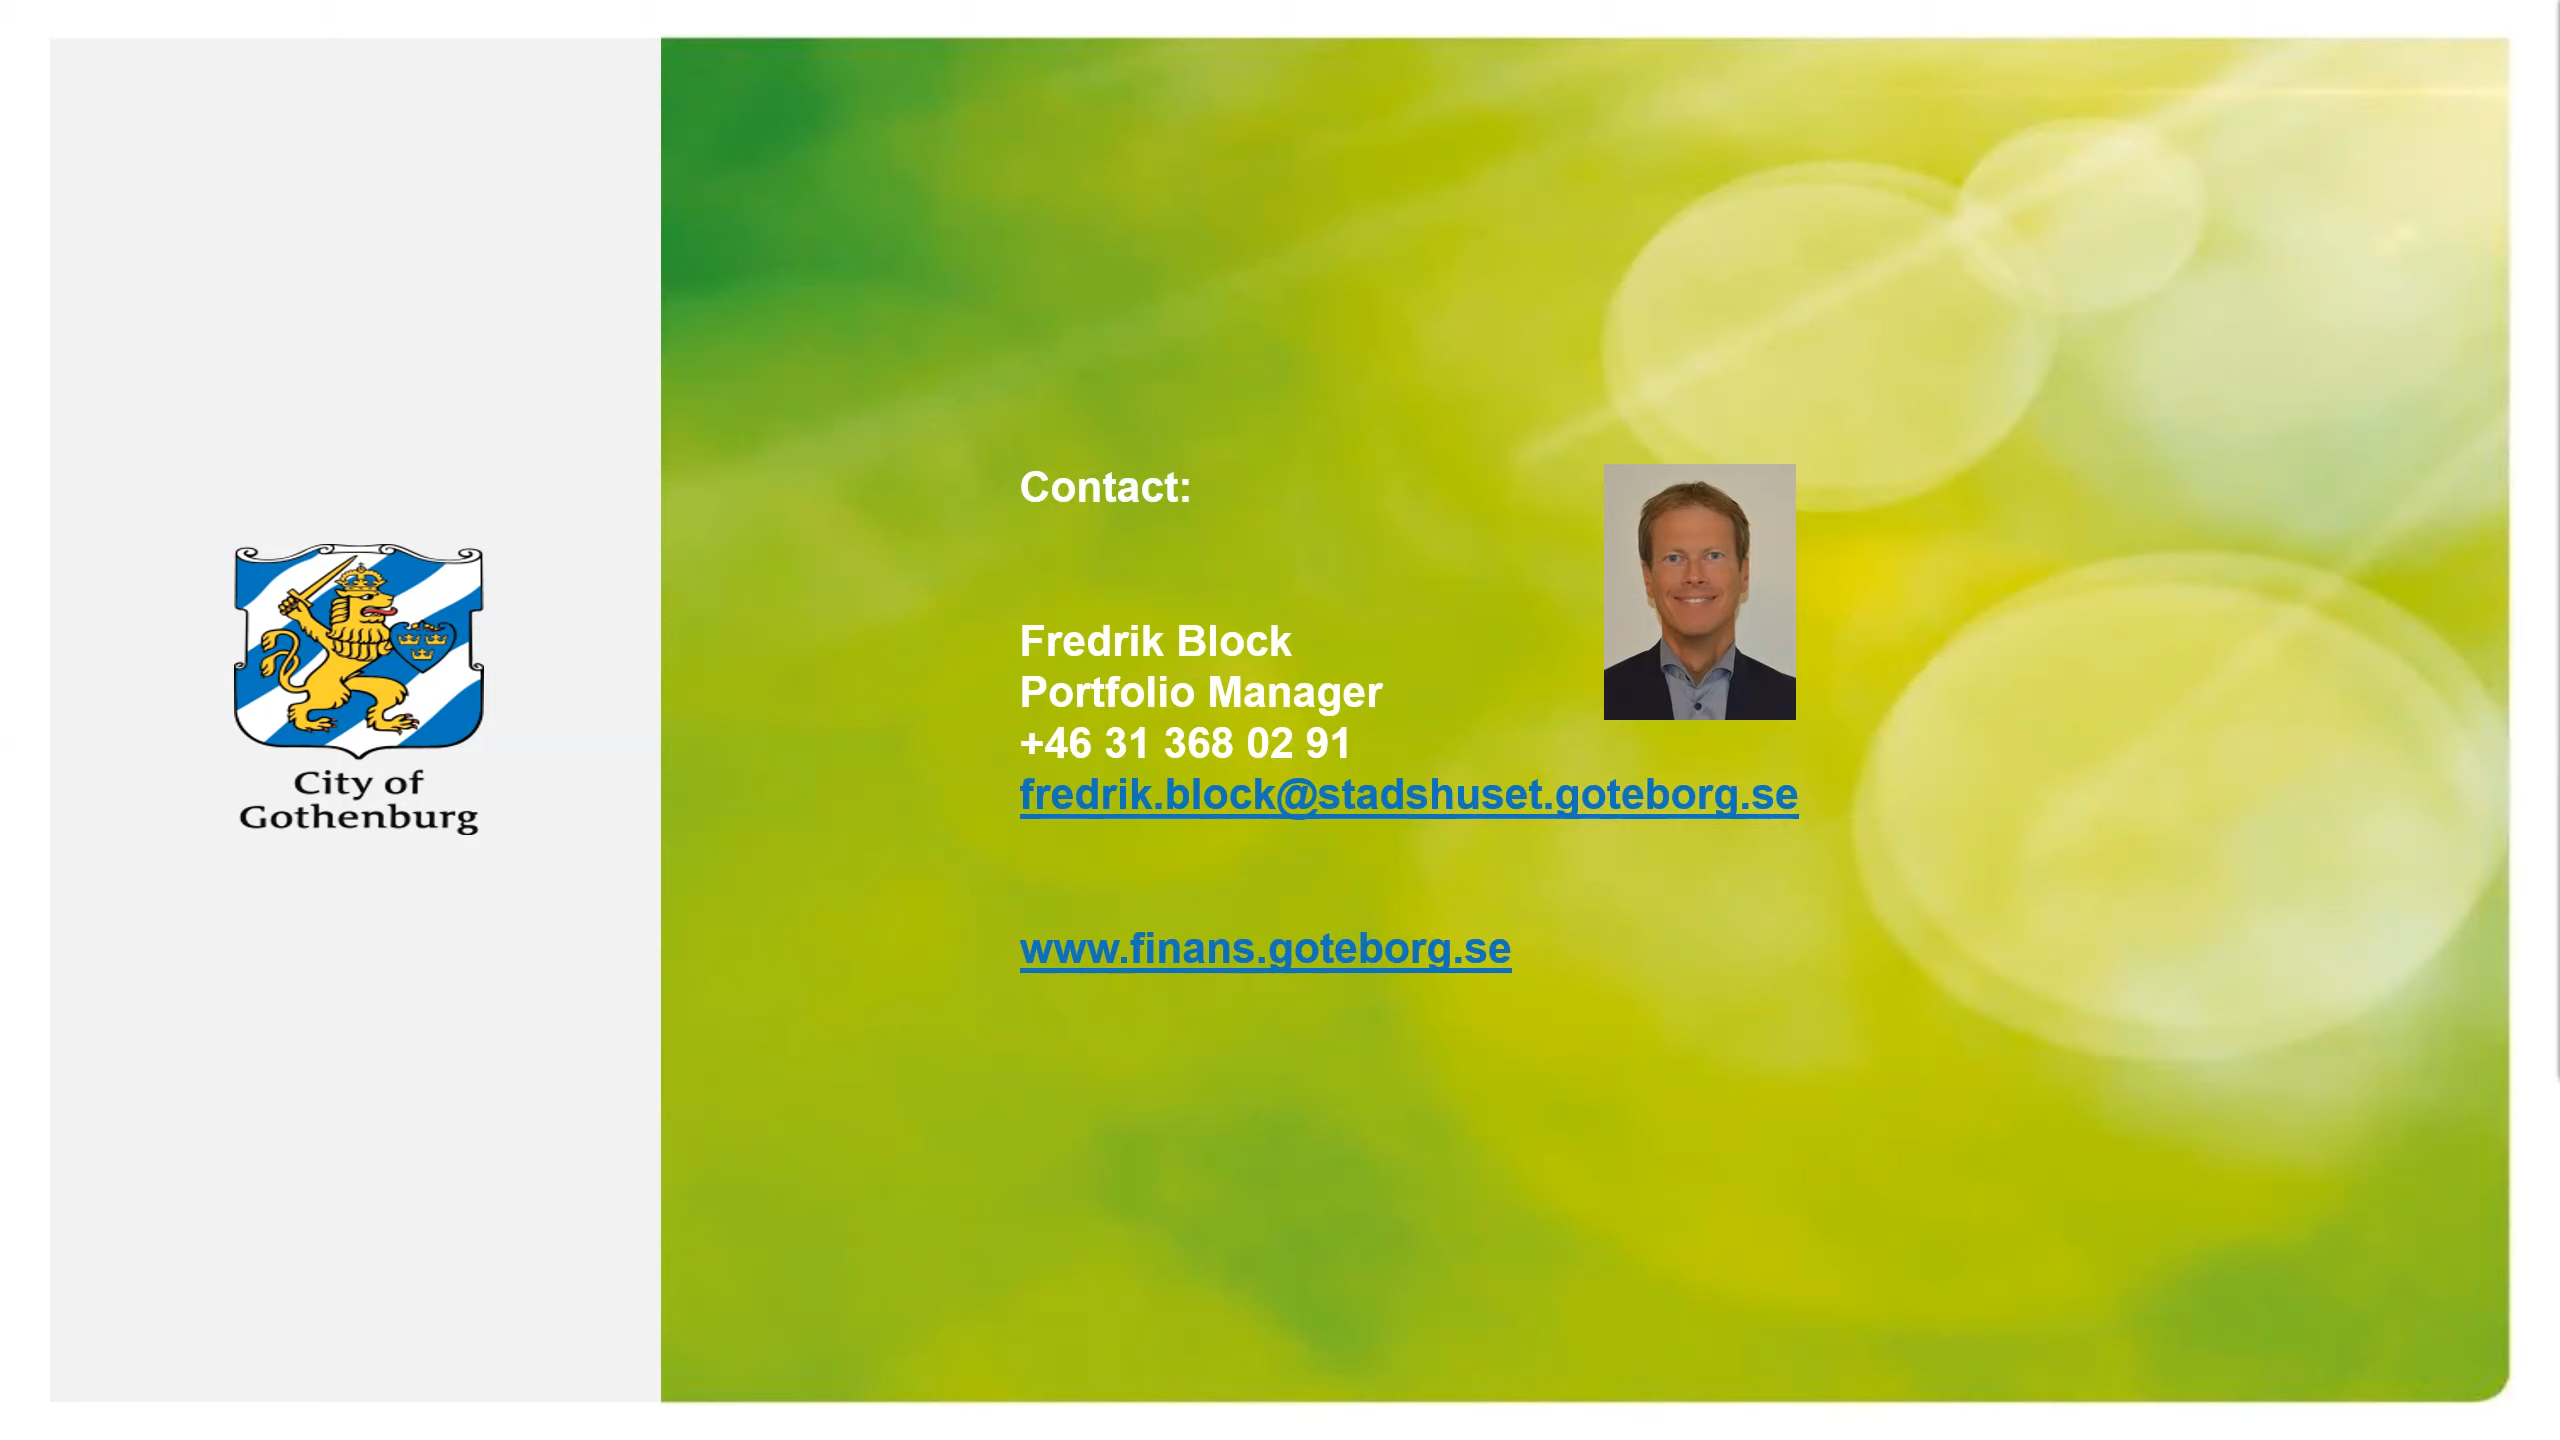 City of
Gothenburg
Contact:
Fredrik Block
Portfolio Manager
+46 31 368 02 91
fredrik.block@stadshuset.goteborg.se
www.finans.goteborg.se